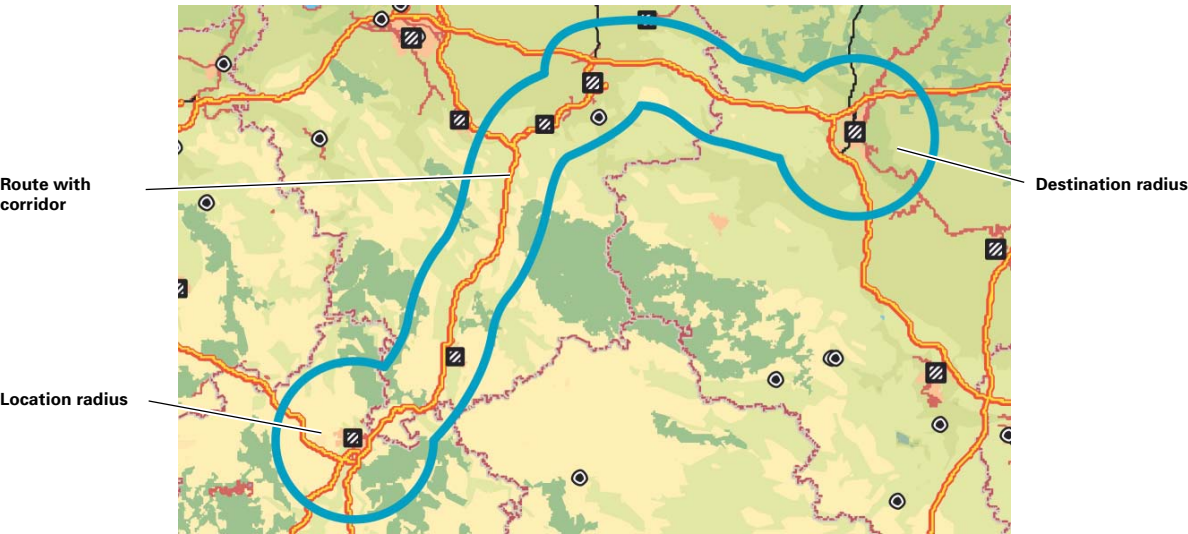 Route with
corridor
Destination radius
Location radius